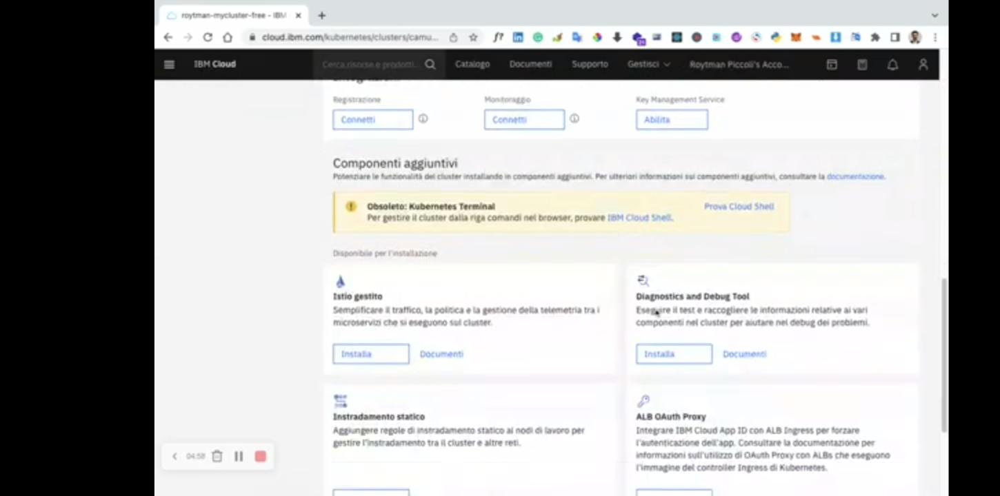 roytman-mycluster-free - IBM
cloud.ibm.com/kubernetes/clusters/camu...
IBM Cloud
Cerca risorse e prodotti...
Catalogo
Documenti
Supporto
Gestisci
Roytman Piccoli's Acco...
Registrazione
Monitoraggio
Key Management Service
Connetti
Connetti
Abilita
Componenti aggiuntivi
Potenziare le funzionalità del cluster installando in componenti aggiuntivi. Per ulteriori informazioni sui componenti aggiuntivi, consultare la documentazione.
Obsoleto: Kubernetes Terminal
Prova Cloud Shell
Per gestire il cluster dalla riga comandi nel browser, provare IBM Cloud Shell.
Disponibile per l'installazione
Istio gestito
Semplificare il traffico, la politica e la gestione della telemetria tra i
microservizi che si eseguono sul cluster.
Installa
Documenti
Diagnostics and Debug Tool
Eseguire il test e raccogliere le informazioni relative ai vari
componenti nel cluster per aiutare nel debug dei problemi.
Installa
Documenti
Instradamento statico
Aggiungere regole di instradamento statico ai nodi di lavoro per
gestire l'instradamento tra il cluster e altre reti.
ALB OAuth Proxy
Integrare IBM Cloud App ID con ALB Ingress per forzare
l'autenticazione dell'app. Consultare la documentazione per
informazioni sull'utilizzo di OAuth Proxy con ALBs che eseguono
l'immagine del controller Ingress di Kubernetes.
04:58